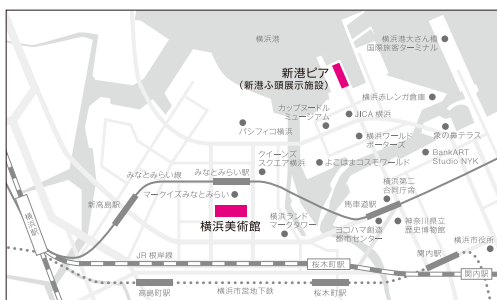 横浜港
横浜港大さん橋
国際旅客ターミナル
新港ピア
(新港ふ頭展示施設)
横浜赤レンガ倉庫
カップヌードル
ミュージアム
JICA 横浜
パシフィコ横浜
横浜ワールド
ポーターズ
象の鼻テラス
クイーンズ
スクエア横浜
よこはまコスモワールド
BankART
Studio NYK
みなとみらい線
みなとみらい駅
横浜第二
合同庁舎
新高島駅
マークイズみなとみらい
馬車道駅
横浜美術館
横浜ランド
マークタワー
ヨコハマ創造
都市センター
神奈川県立
歴史博物館
横浜駅
関内駅
横浜市役所
JR 根岸線
桜木町駅
関内駅
高島町駅
横浜市営地下鉄
桜木町駅